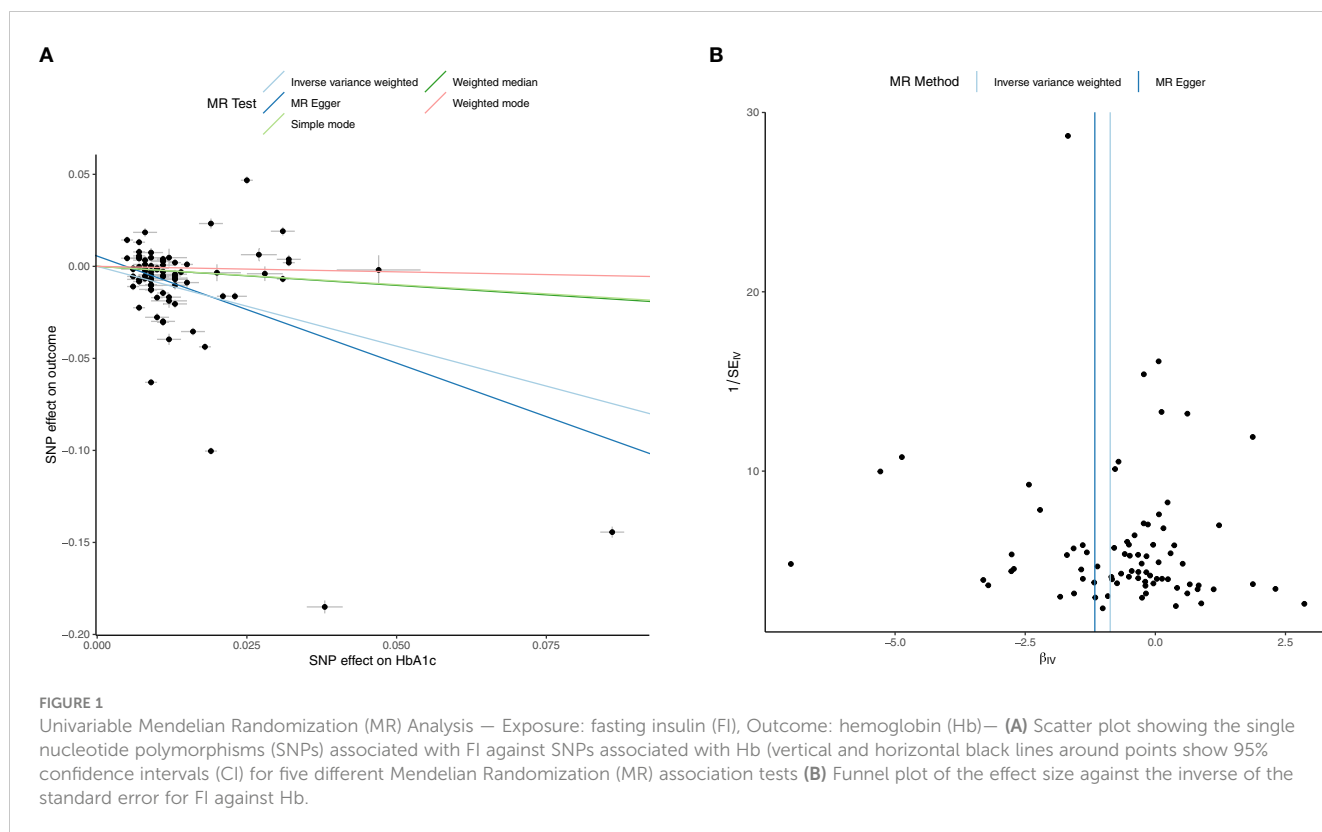 A
MR Test
Inverse variance weighted
MR Egger
Simple mode
Weighted median
Weighted mode
0.05
0.00
−0.05
−0.10
−0.15
−0.20
SNP effect on outcome
0.000
0.025
0.050
0.075
SNP effect on HbA1c
B
MR Method
Inverse variance weighted
MR Egger
30
20
10
1/SEIV
−5.0
−2.5
0.0
2.5
βIV
FIGURE 1
Univariable Mendelian Randomization (MR) Analysis — Exposure: fasting insulin (FI), Outcome: hemoglobin (Hb)— (A) Scatter plot showing the single
nucleotide polymorphisms (SNPs) associated with FI against SNPs associated with Hb (vertical and horizontal black lines around points show 95%
confidence intervals (CI) for five different Mendelian Randomization (MR) association tests (B) Funnel plot of the effect size against the inverse of the
standard error for FI against Hb.